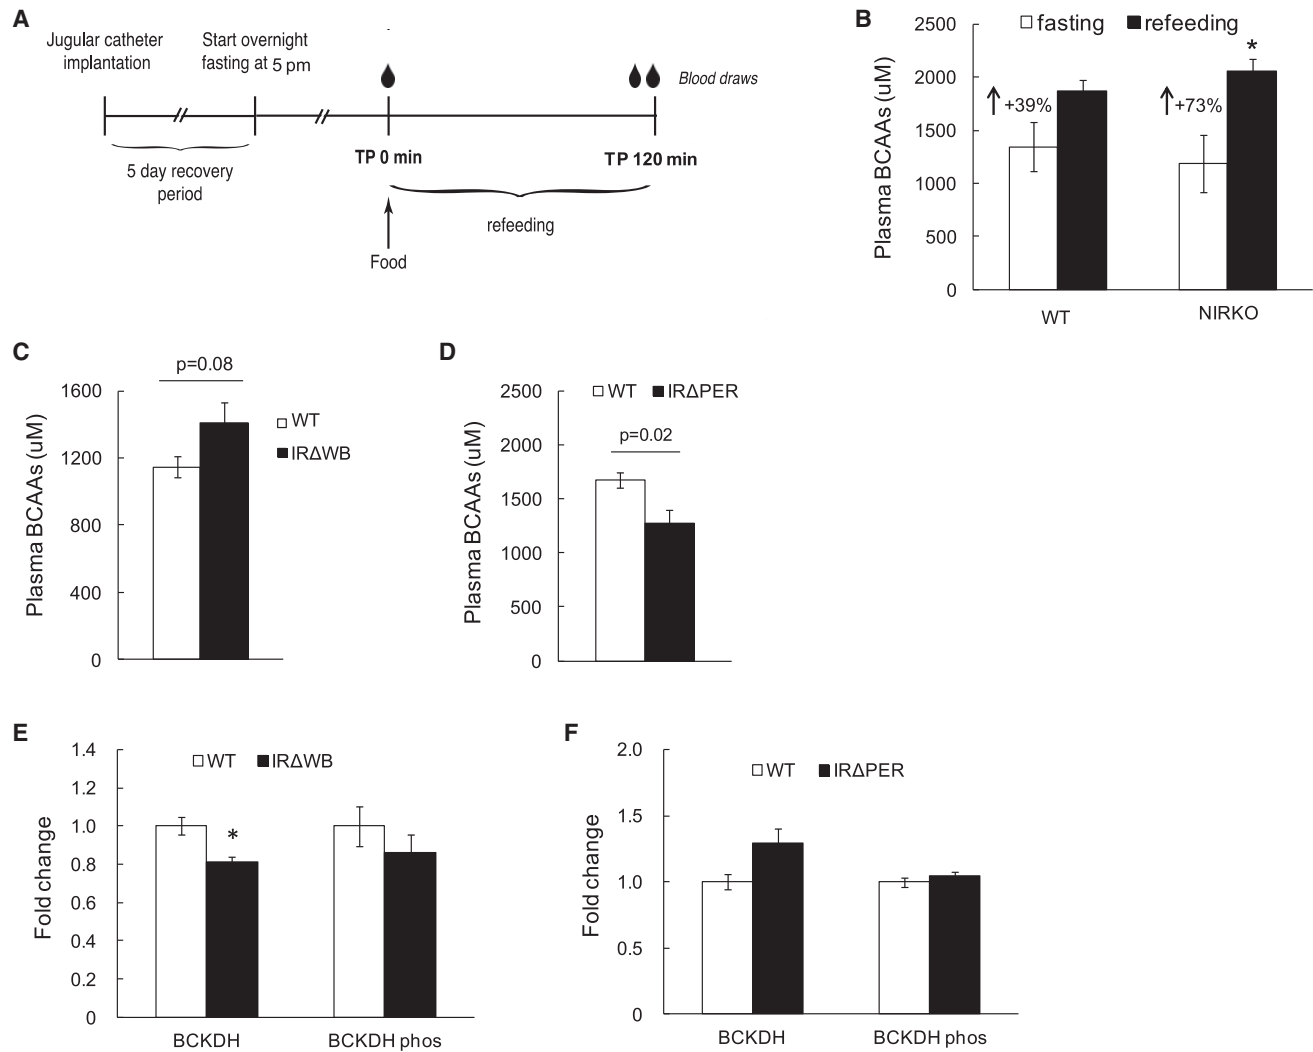 A
Jugular catheter
implantation
Start overnight
fasting at 5 pm
Blood draws
TP 0 min
TP 120 min
5 day recovery
period
refeeding
Food
B
fasting refeeding
Plasma BCAAs (uM)
2500
2000
1500
1000
500
0
+39%
+73%
*
WT
NIRKO
C
p=0.08
Plasma BCAAs (uM)
1600
1200
800
400
0
WT
IRΔWB
D
WT IRΔPER
p=0.02
Plasma BCAAs (uM)
2500
2000
1500
1000
500
0
E
WT IRΔWB
Fold change
1.4
1.2
1.0
0.8
0.6
0.4
0.2
0
*
BCKDH
BCKDH phos
F
WT IRΔPER
Fold change
2.0
1.5
1.0
0.5
0
BCKDH
BCKDH phos